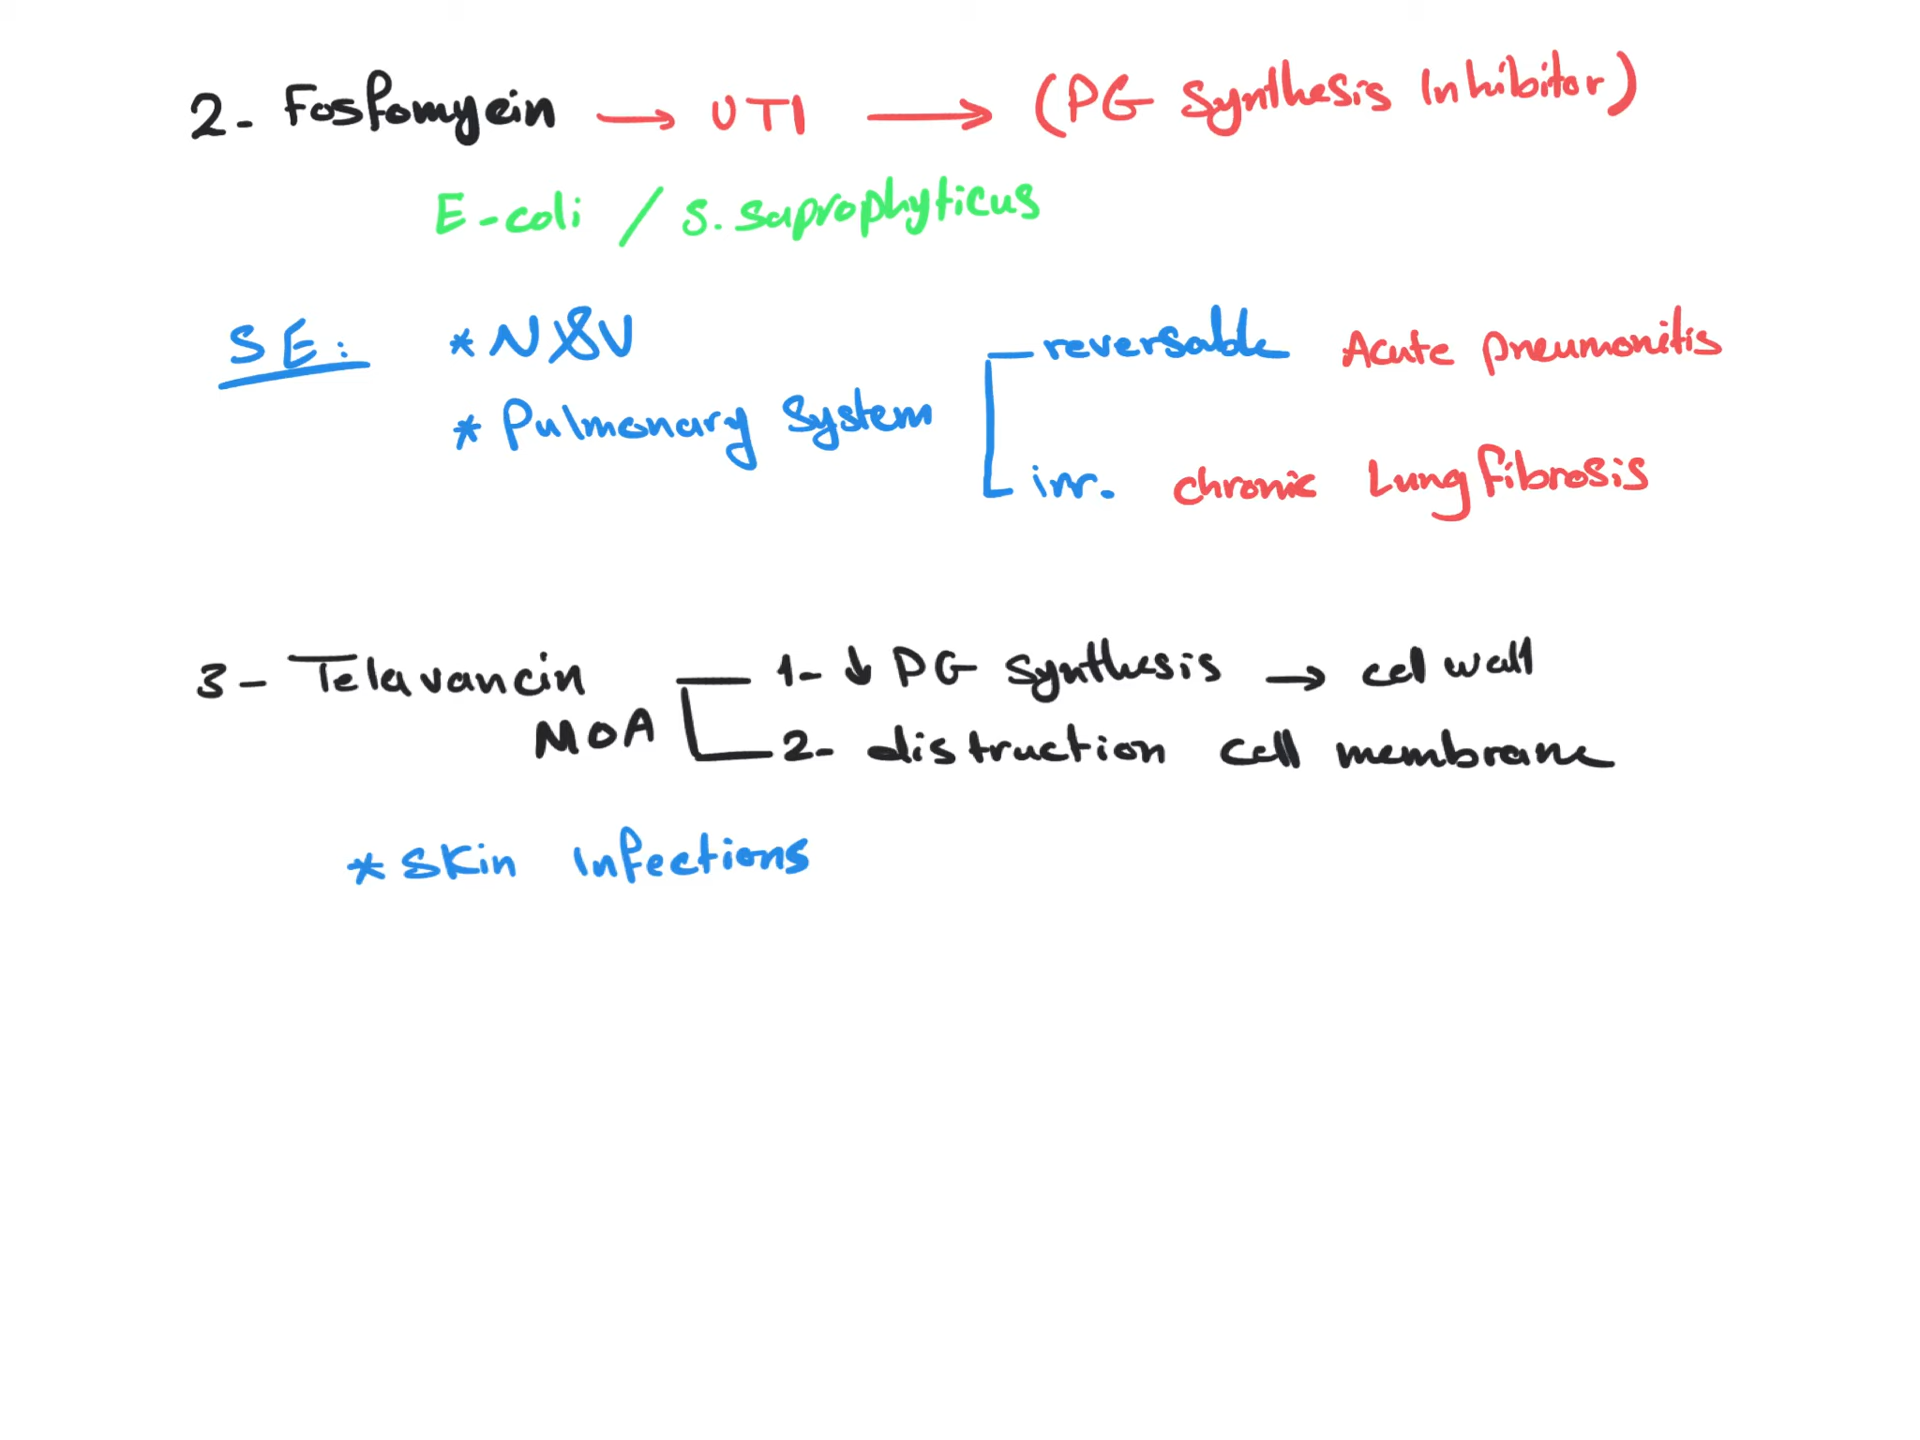 2- Fosfomycin → UTI → (PG Synthesis Inhibitor)
E-coli / S. saprophyticus
SE: * N&V
* Pulmonary System
reversable Acute pneumonitis
irr. chronic Lung fibrosis
3- Telavancin MOA
1- ↓ PG synthesis → cel wall
2- distruction cell membrane
* Skin Infections